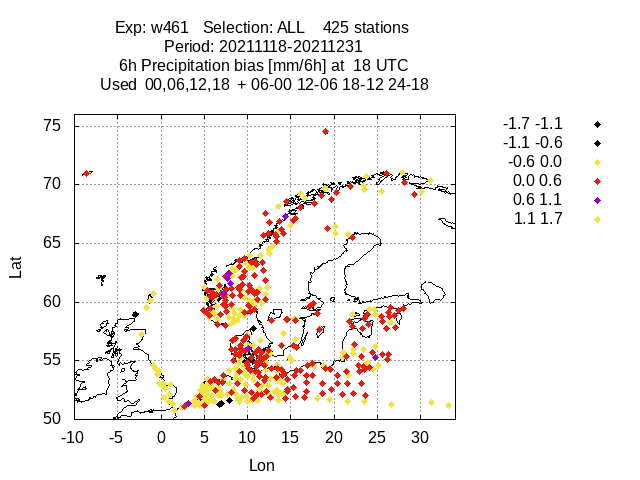 Exp: w461 Selection: ALL 425 stations
Period: 20211118-20211231
6h Precipitation bias [mm/6h] at 18 UTC
Used 00,06,12,18 + 06-00 12-06 18-12 24-18
-1.7 -1.1
-1.1 -0.6
-0.6 0.0
0.0 0.6
0.6 1.1
1.1 1.7
75
70
65
60
55
50
Lat
-10 -5 0 5 10 15 20 25 30
Lon